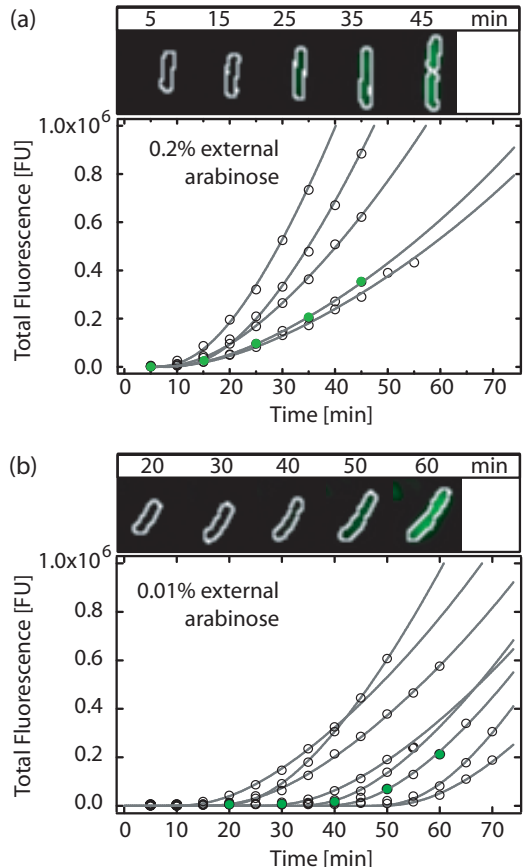 (a)
5 15 25 35 45 min
1.0x10⁶
0.2% external
arabinose
0.8
0.6
0.4
0.2
0.0
Total Fluorescence [FU]
0 10 20 30 40 50 60 70
Time [min]
(b)
20 30 40 50 60 min
1.0x10⁶
0.01% external
arabinose
0.8
0.6
0.4
0.2
0.0
Total Fluorescence [FU]
0 10 20 30 40 50 60 70
Time [min]